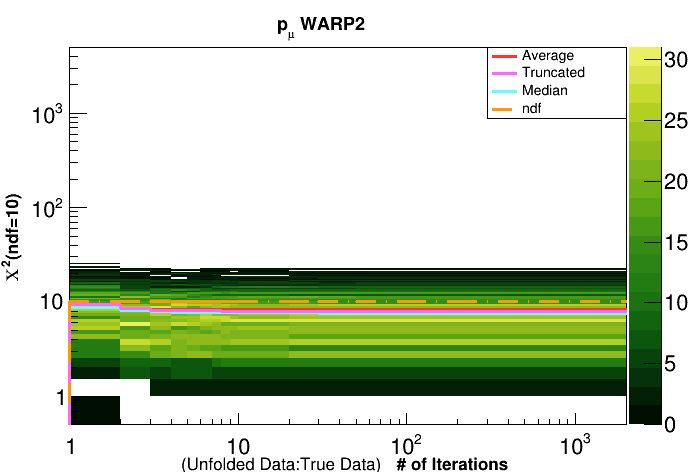 p_μ WARP2
Average
Truncated
Median
ndf
10³
10²
10
1
χ²(ndf=10)
30
25
20
15
10
5
0
1
10
10²
10³
(Unfolded Data:True Data) # of Iterations